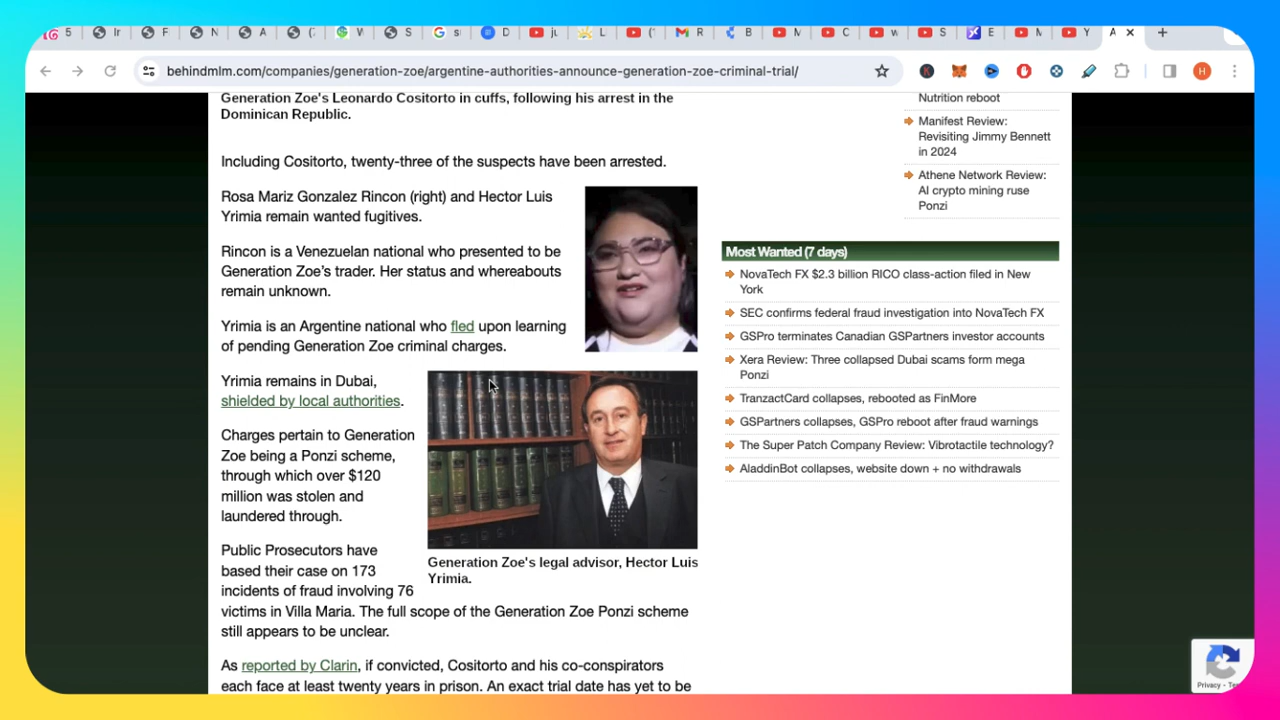 5
Ir
F
N
A
(7
W
S
s
D
ju
L
("
R
B
M
C
w
S
E
M
Y
A
behindmlm.com/companies/generation-zoe/argentine-authorities-announce-generation-zoe-criminal-trial/
H
Generation Zoe's Leonardo Cositorto in cuffs, following his arrest in the
Dominican Republic.
Including Cositorto, twenty-three of the suspects have been arrested.
Rosa Mariz Gonzalez Rincon (right) and Hector Luis
Yrimia remain wanted fugitives.
Rincon is a Venezuelan national who presented to be
Generation Zoe's trader. Her status and whereabouts
remain unknown.
Yrimia is an Argentine national who fled upon learning
of pending Generation Zoe criminal charges.
Yrimia remains in Dubai,
shielded by local authorities.
Charges pertain to Generation
Zoe being a Ponzi scheme,
through which over $120
million was stolen and
laundered through.
Generation Zoe's legal advisor, Hector Luis
Yrimia.
Public Prosecutors have
based their case on 173
incidents of fraud involving 76
victims in Villa Maria. The full scope of the Generation Zoe Ponzi scheme
still appears to be unclear.
As reported by Clarin, if convicted, Cositorto and his co-conspirators
each face at least twenty years in prison. An exact trial date has yet to be
Nutrition reboot
Manifest Review:
Revisiting Jimmy Bennett
in 2024
Athene Network Review:
AI crypto mining ruse
Ponzi
Most Wanted (7 days)
NovaTech FX $2.3 billion RICO class-action filed in New
York
SEC confirms federal fraud investigation into NovaTech FX
GSPro terminates Canadian GSPartners investor accounts
Xera Review: Three collapsed Dubai scams form mega
Ponzi
TranzactCard collapses, rebooted as FinMore
GSPartners collapses, GSPro reboot after fraud warnings
The Super Patch Company Review: Vibrotactile technology?
AladdinBot collapses, website down + no withdrawals
Privacy - Te